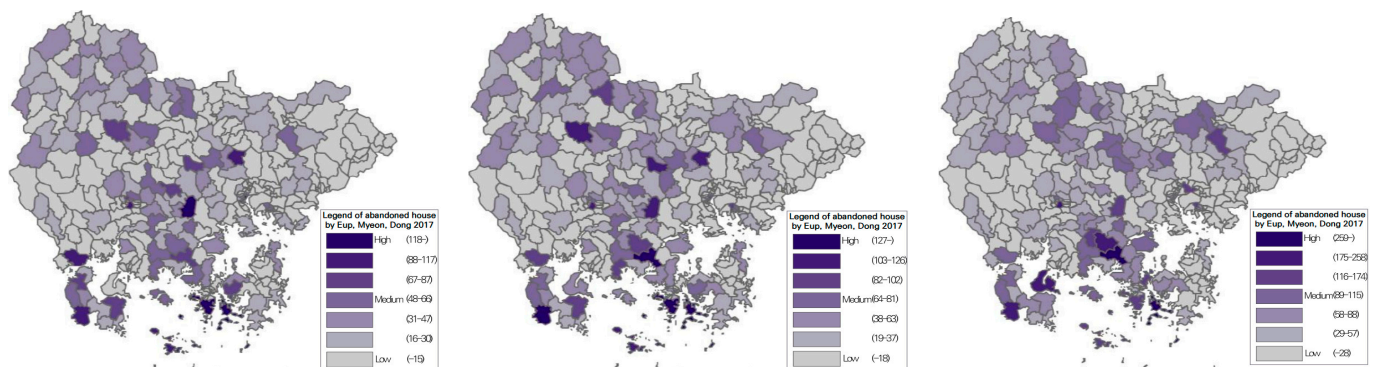 Legend of abandoned house
by Eup, Myeon, Dong 2017
High (118-)
(38-117)
(67-87)
Medium (48-66)
(31-47)
(16-30)
Low (-15)
Legend of abandoned house
by Eup, Myeon, Dong 2017
High (127-)
(103-126)
(82-102)
Medium (64-81)
(38-63)
(19-37)
Low (-18)
Legend of abandoned house
by Eup, Myeon, Dong 2017
High (259-)
(175-258)
(116-174)
Medium (89-115)
(58-88)
(29-57)
Low (-28)